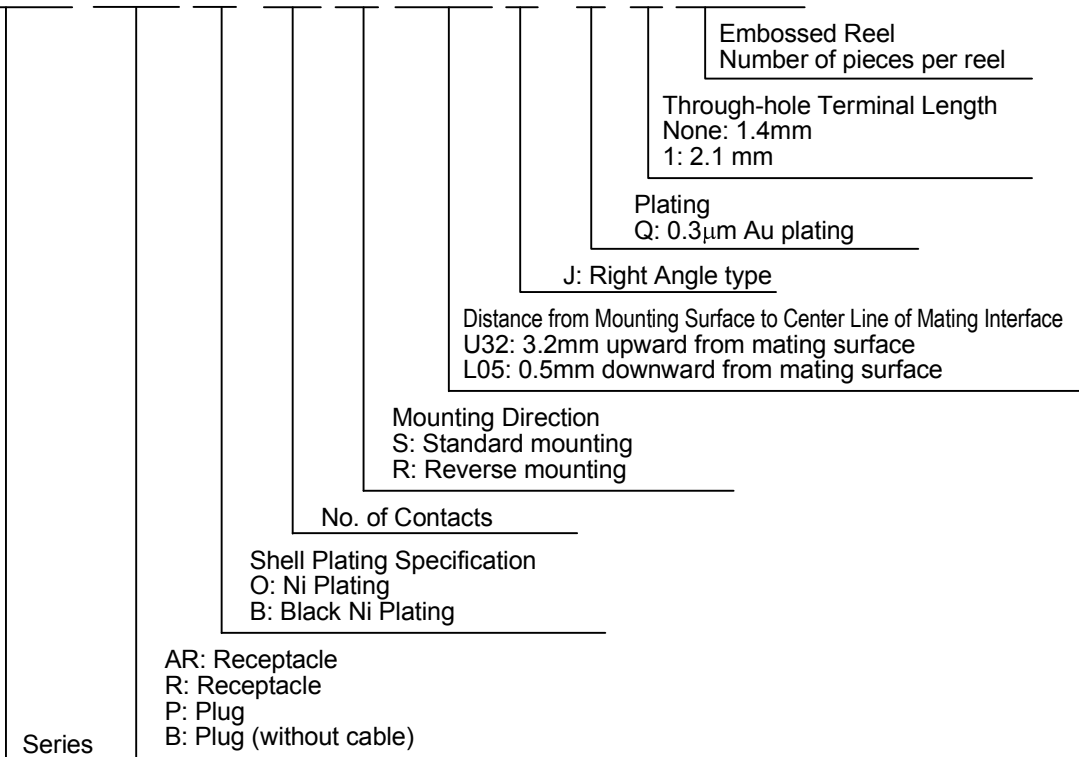 Embossed Reel
Number of pieces per reel
Through-hole Terminal Length
None: 1.4mm
1: 2.1 mm
Plating
Q: 0.3μm Au plating
J: Right Angle type
Distance from Mounting Surface to Center Line of Mating Interface
U32: 3.2mm upward from mating surface
L05: 0.5mm downward from mating surface
Mounting Direction
S: Standard mounting
R: Reverse mounting
No. of Contacts
Shell Plating Specification
O: Ni Plating
B: Black Ni Plating
AR: Receptacle
R: Receptacle
P: Plug
B: Plug (without cable)
Series